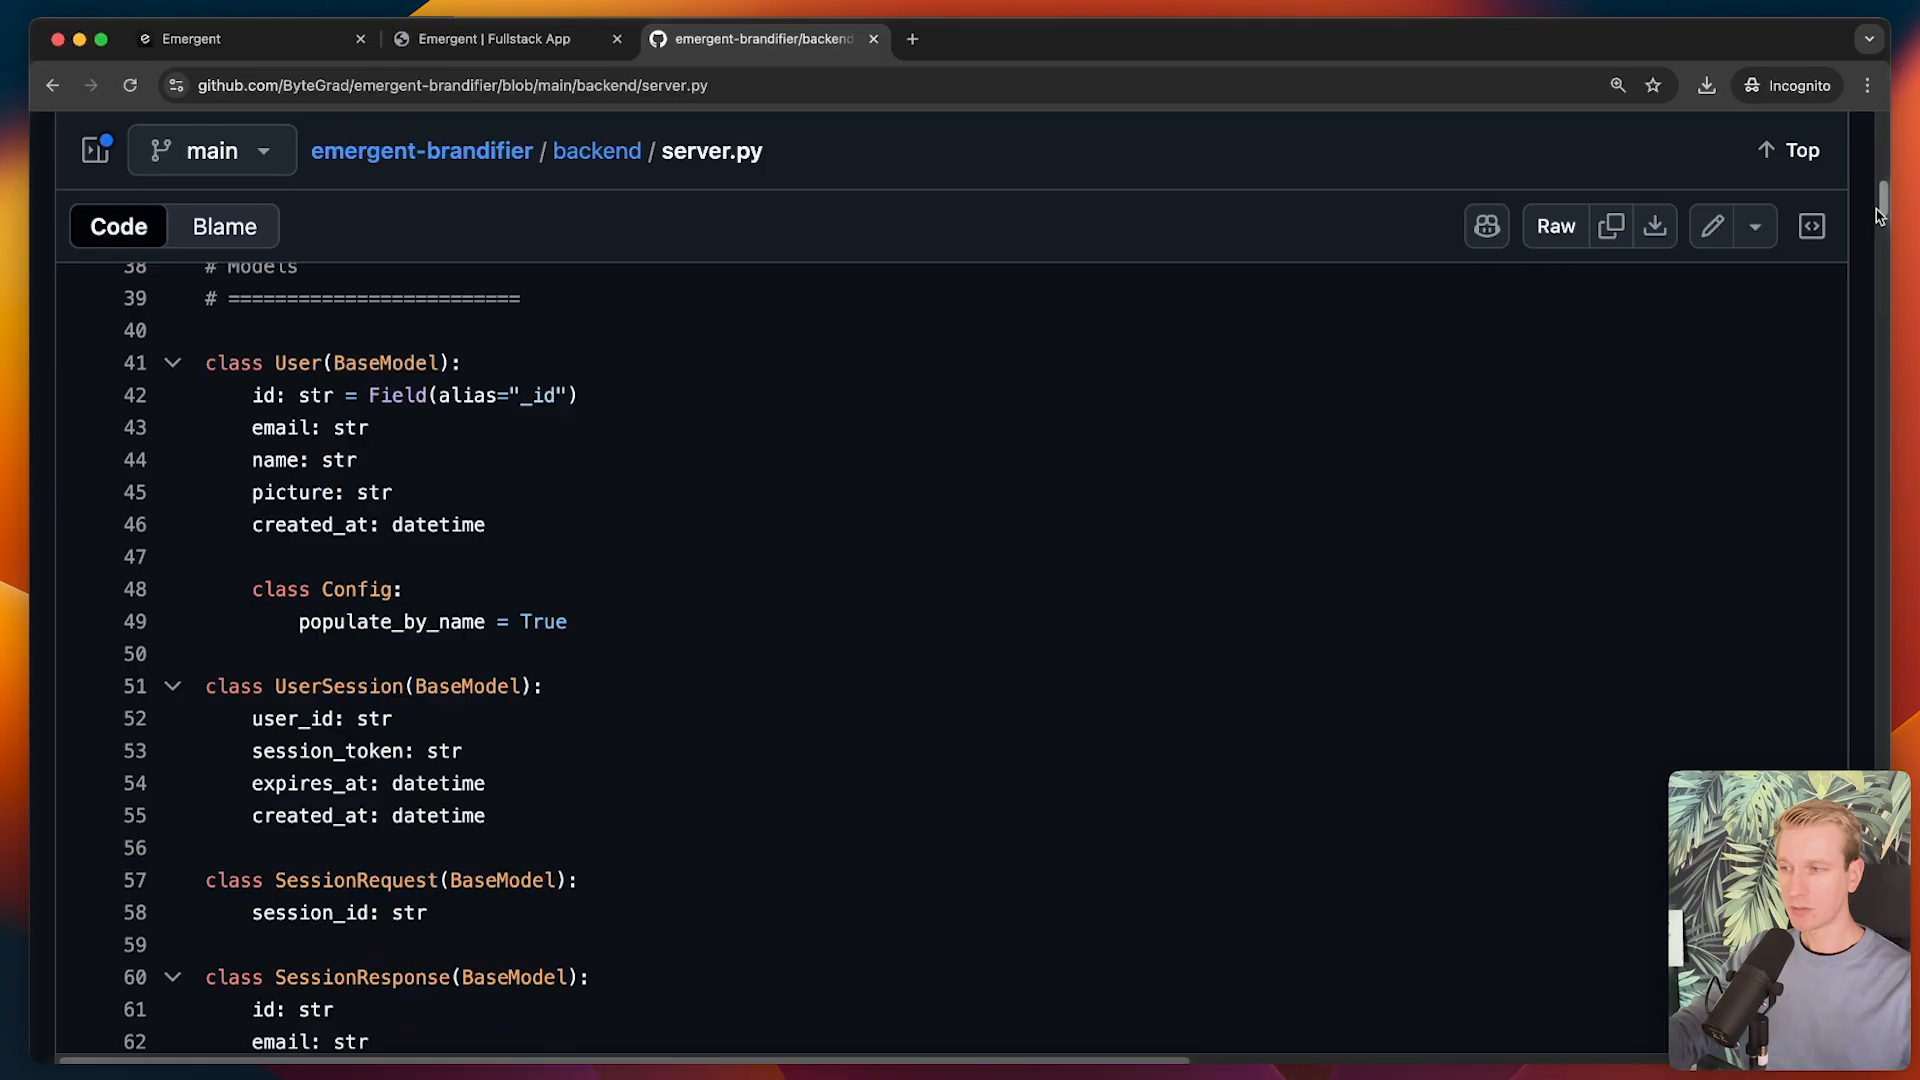 Emergent
Emergent | Fullstack App
emergent-brandifier/backend
github.com/ByteGrad/emergent-brandifier/blob/main/backend/server.py
Incognito
main
emergent-brandifier / backend / server.py
Top
Code
Blame
Raw
38 # Models
39 # =========================
40
41 class User(BaseModel):
42 id: str = Field(alias="_id")
43 email: str
44 name: str
45 picture: str
46 created_at: datetime
47
48 class Config:
49 populate_by_name = True
50
51 class UserSession(BaseModel):
52 user_id: str
53 session_token: str
54 expires_at: datetime
55 created_at: datetime
56
57 class SessionRequest(BaseModel):
58 session_id: str
59
60 class SessionResponse(BaseModel):
61 id: str
62 email: str